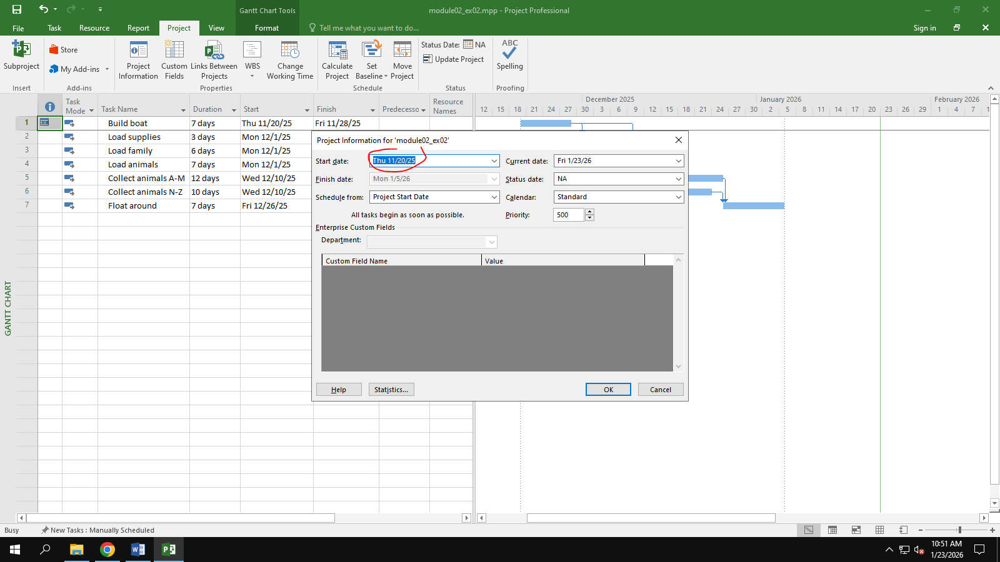 Gantt Chart Tools
module02_ex02.mpp - Project Professional
File Task Resource Report Project View Format Tell me what you want to do... Sign in
Subproject
Store
My Add-ins
Project Information
Custom Fields
Links Between Projects
WBS
Change Working Time
Calculate Project
Set Baseline
Move Project
Status Date: NA
Update Project
ABC
Spelling
Insert Add-ins Properties Schedule Status Proofing
Task Mode Task Name Duration Start Finish Predecesso Resource Names
1 Build boat 7 days Thu 11/20/25 Fri 11/28/25
2 Load supplies 3 days Mon 12/1/25
3 Load family 6 days Mon 12/1/25
4 Load animals 7 days Mon 12/1/25
5 Collect animals A-M 12 days Wed 12/10/25
6 Collect animals N-Z 10 days Wed 12/10/25
7 Float around 7 days Fri 12/26/25
December 2025 January 2026 February 2026
12 15 18 21 24 27 30 3 6 9 12 15 18 21 24 27 30 2 5 8 11 14 17 20 23 26 29 1 4 7 1
GANTT CHART
Project Information for 'module02_ex02'
Start date: Thu 11/20/25 Current date: Fri 1/23/26
Finish date: Mon 1/5/26 Status date: NA
Schedule from: Project Start Date Calendar: Standard
All tasks begin as soon as possible. Priority: 500
Enterprise Custom Fields
Department:
Custom Field Name Value
Help Statistics... OK Cancel
Busy New Tasks : Manually Scheduled
10:51 AM
1/23/2026